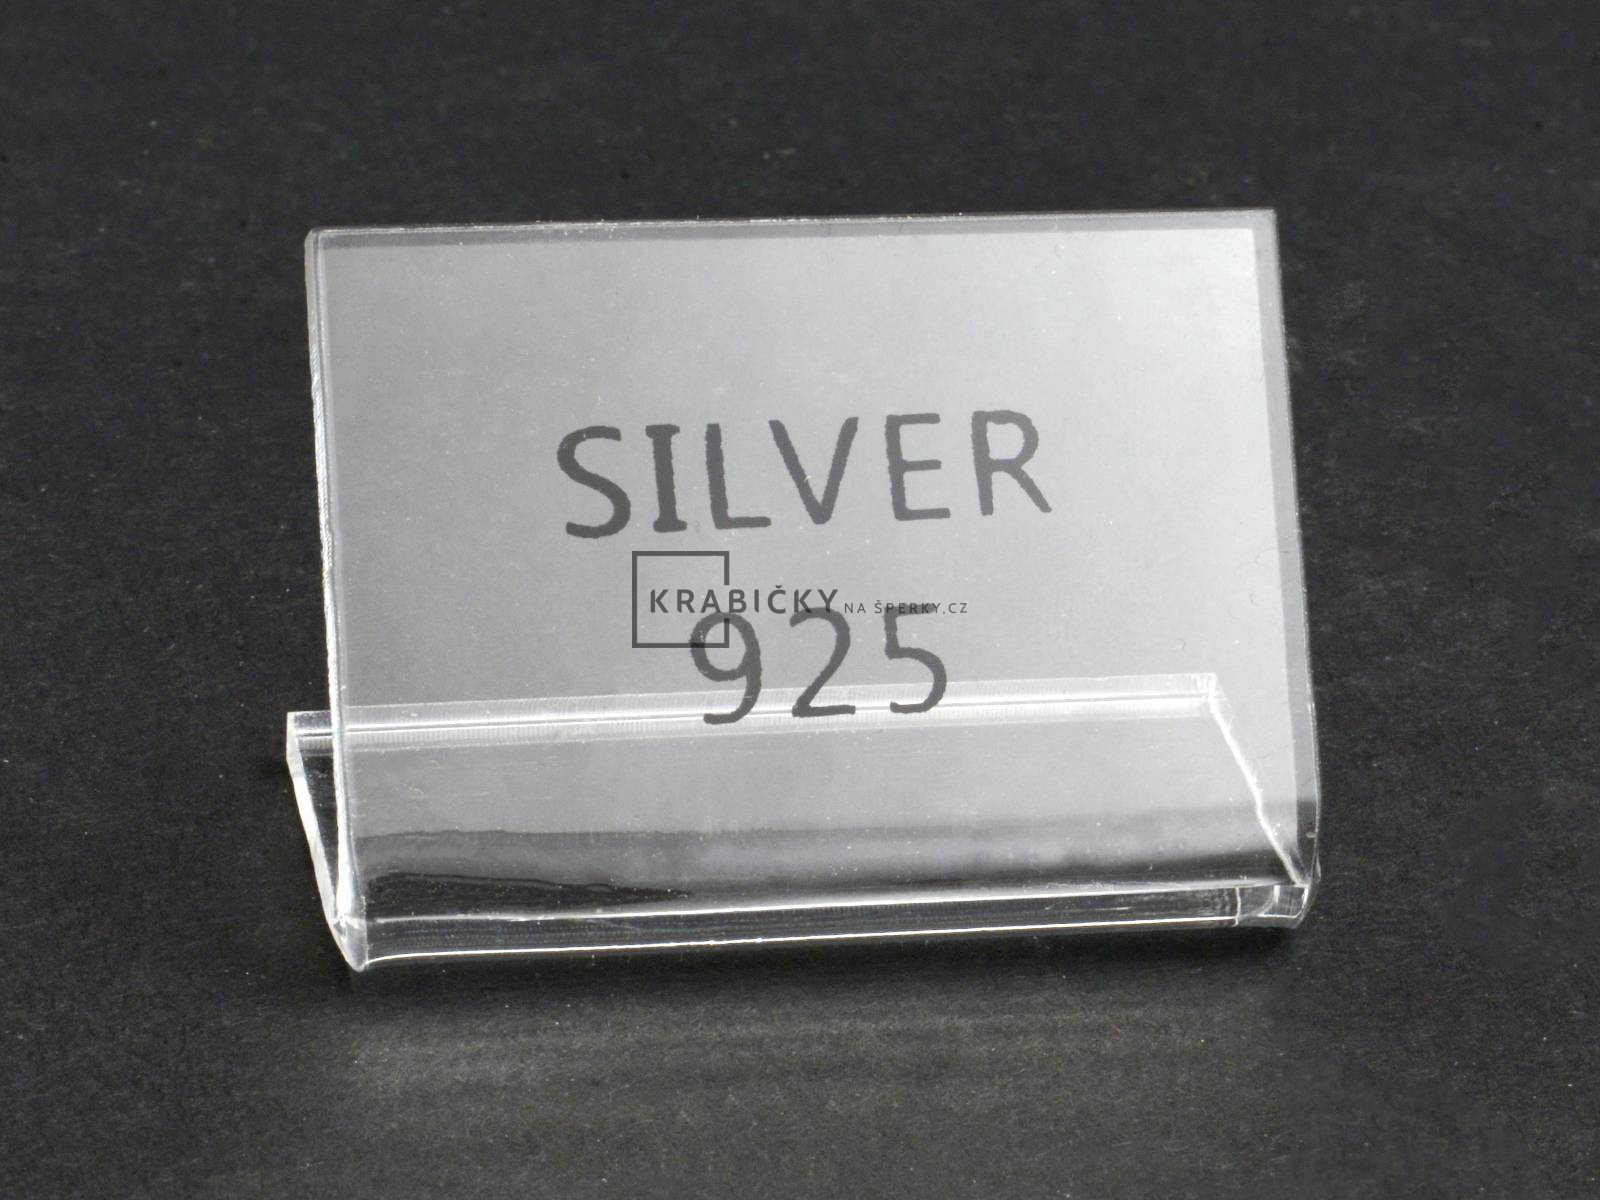 SILVER
KRABIČKY NA ŠPERKY.CZ
925